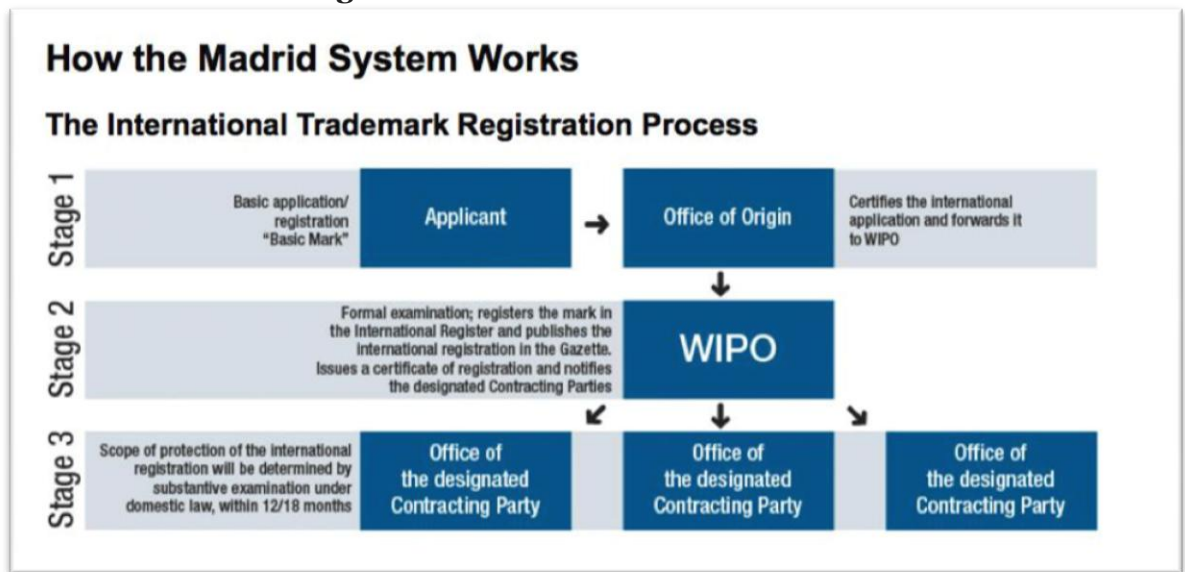 How the Madrid System Works
The International Trademark Registration Process
Stage 1
Basic application/
registration
"Basic Mark"
Applicant
Office of Origin
Certifies the international
application and forwards it
to WIPO
Stage 2
Formal examination; registers the mark in
the International Register and publishes the
international registration in the Gazette.
Issues a certificate of registration and notifies
the designated Contracting Parties
WIPO
Stage 3
Scope of protection of the international
registration will be determined by
substantive examination under
domestic law, within 12/18 months
Office of
the designated
Contracting Party
Office of
the designated
Contracting Party
Office of
the designated
Contracting Party